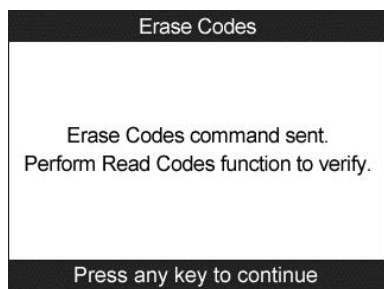 Erase Codes
Erase Codes command sent.
Perform Read Codes function to verify.
Press any key to continue